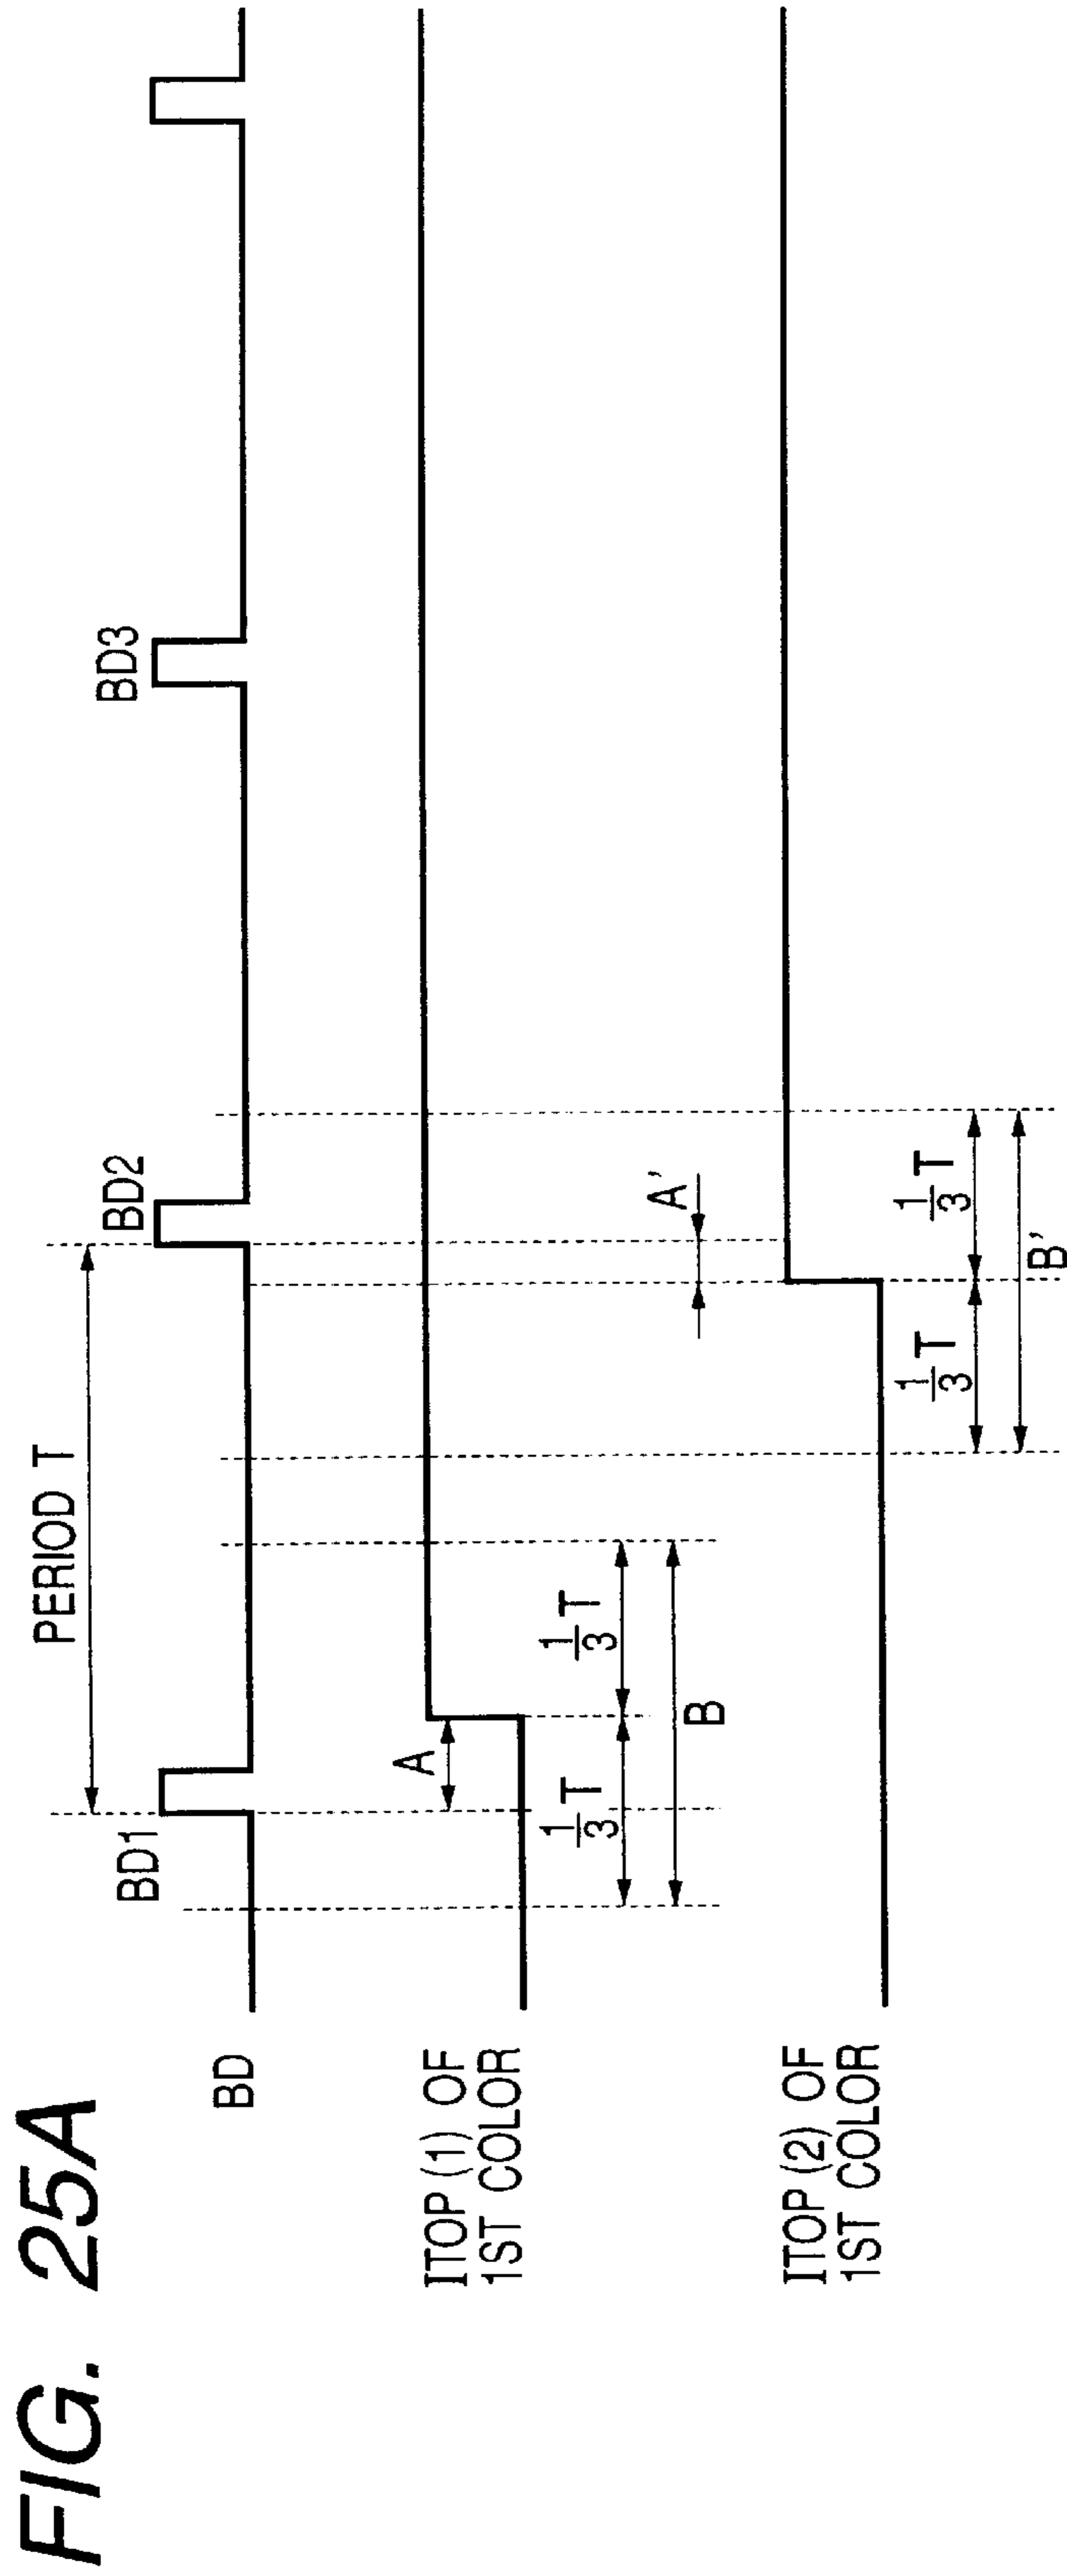 FIG. 25A
PERIOD T
BD1
BD2
BD3
BD
A
ITOP (1) OF
1ST COLOR
1/3 T
1/3 T
B
A'
ITOP (2) OF
1ST COLOR
1/3 T
1/3 T
B'